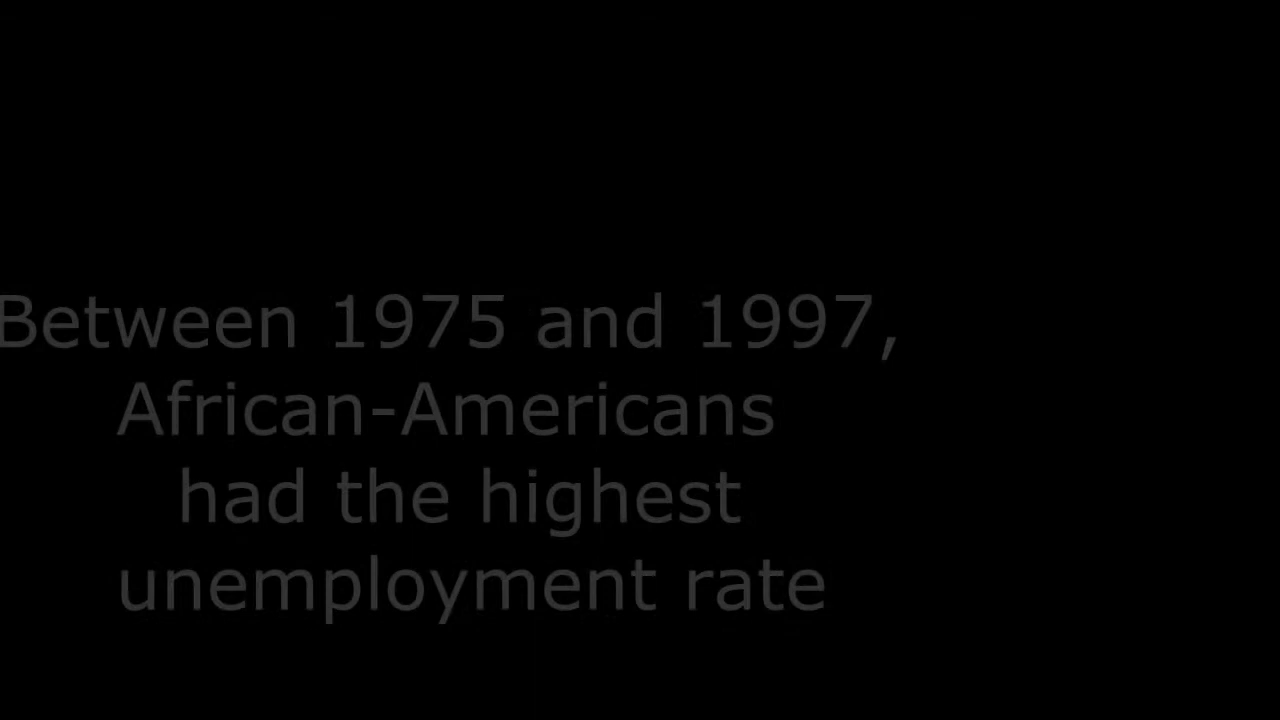 Between 1975 and 1997,
African-Americans
had the highest
unemployment rate